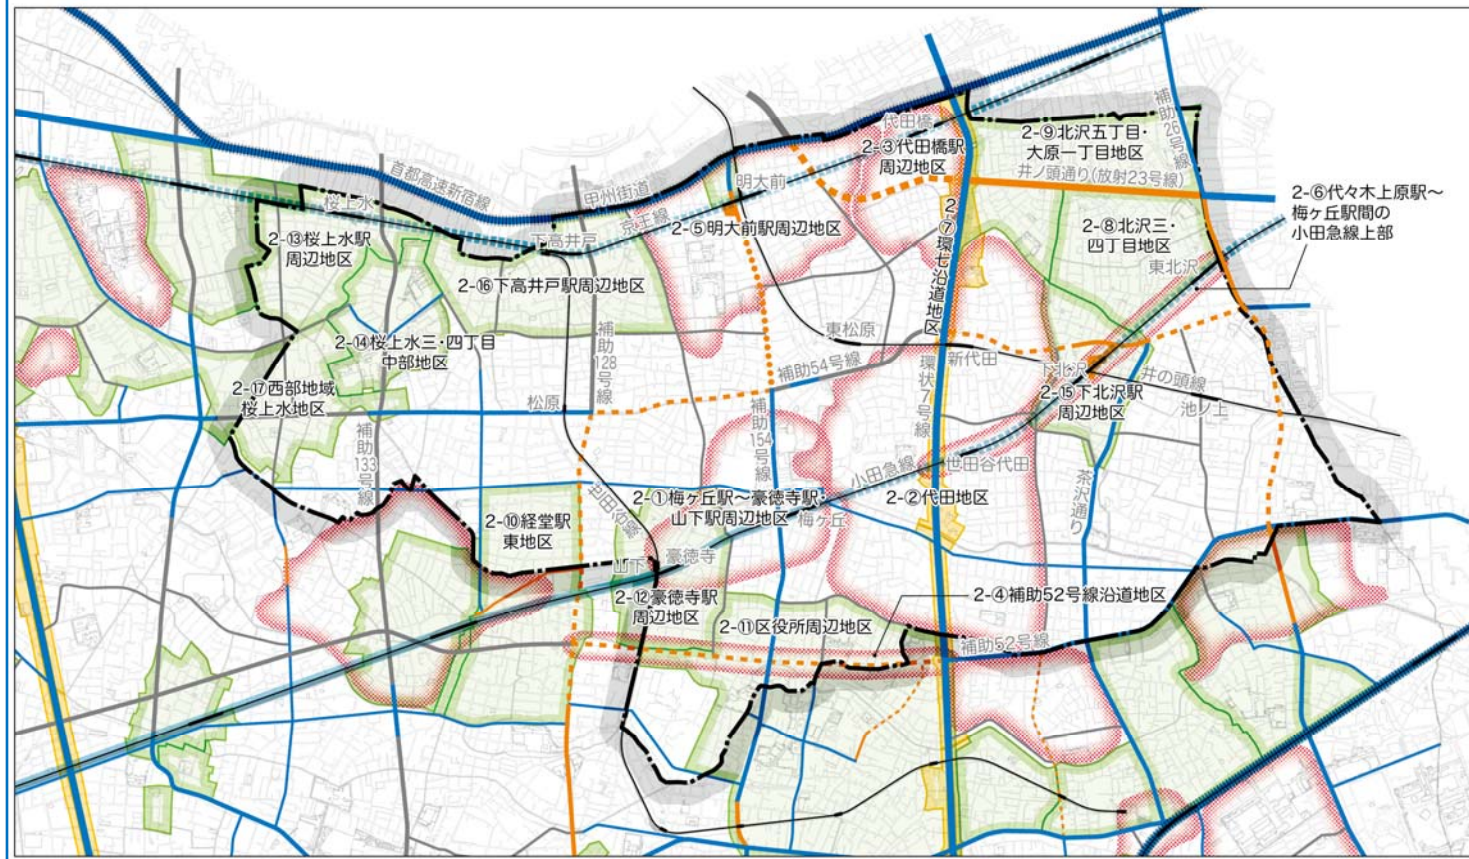 代田橋
2-③代田橋駅
周辺地区
2-⑨北沢五丁目・
大原一丁目地区
補助26号線
井ノ頭通り(放射23号線)
首都高速新宿線
甲州街道
京王線
明大前
桜上水
下高井戸
2-⑥代々木上原駅～
梅ヶ丘駅間の
小田急線上部
2-⑬桜上水駅
周辺地区
2-⑤明大前駅周辺地区
2-⑦環七沿道地区
2-⑧北沢三・
四丁目地区
東北沢
2-⑯下高井戸駅周辺地区
2-⑭桜上水三・四丁目
中部地区
補助128号線
東松原
新代田
補助54号線
環状7号線
下北沢
井の頭線
2-⑮下北沢駅
周辺地区
池ノ上
2-⑰西部地域
桜上水地区
松原
補助133号線
補助154号線
小田急線
世田谷代田
茶沢通り
世田谷線
2-①梅ヶ丘駅～豪徳寺駅・
山下駅周辺地区
梅ヶ丘
2-②代田地区
2-⑩経堂駅
東地区
山下
豪徳寺
2-⑫豪徳寺駅
周辺地区
2-④補助52号線沿道地区
2-⑪区役所周辺地区
補助52号線